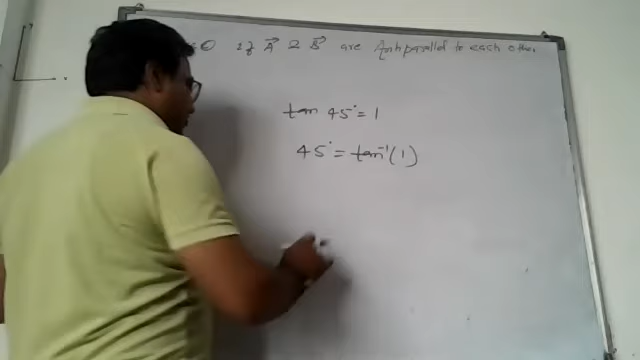 if A→ & B→ are Antiparallel to each other.
tan 45° = 1
45° = tan⁻¹(1)